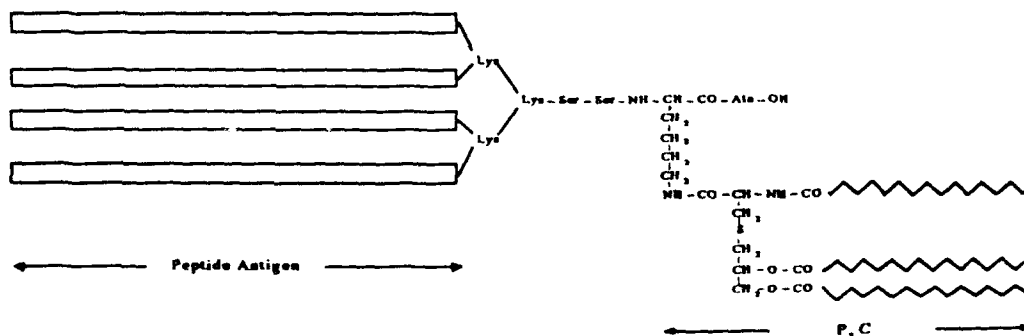 Lys
Lys – Ser – Ser – NH – CH – CO – Ala – OH
Lys
CH2
CH2
CH2
CH2
NH – CO – CH – NH – CO
CH2
S
CH2
CH – O – CO
CH2 – O – CO
Peptide Antigen
P3C